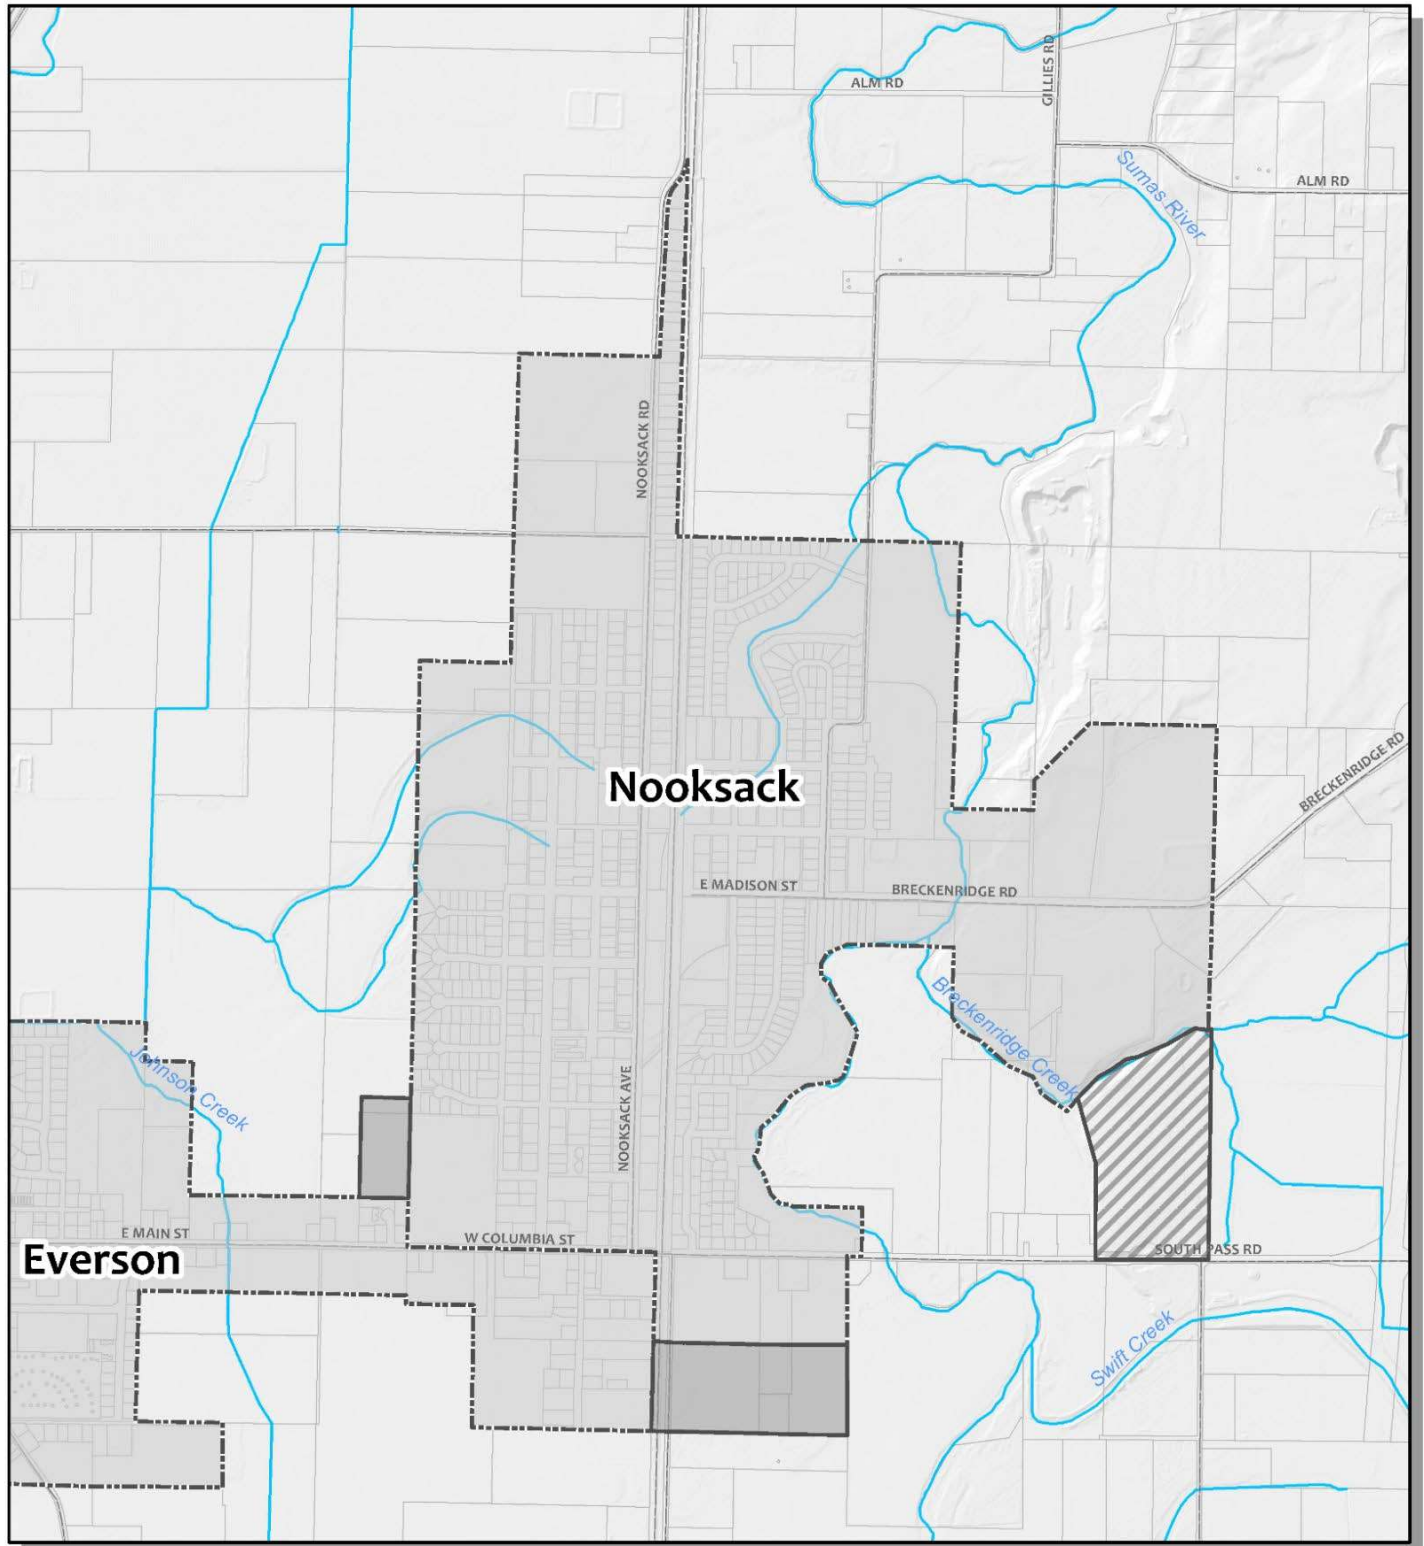 ALM RD
GILLIES RD
Sumas River
ALM RD
NOOKSACK RD
Nooksack
BRECKENRIDGE RD
E MADISON ST
BRECKENRIDGE RD
Breckenridge Creek
Johnson Creek
NOOKSACK AVE
E MAIN ST
W COLUMBIA ST
SOUTH PASS RD
Everson
Swift Creek